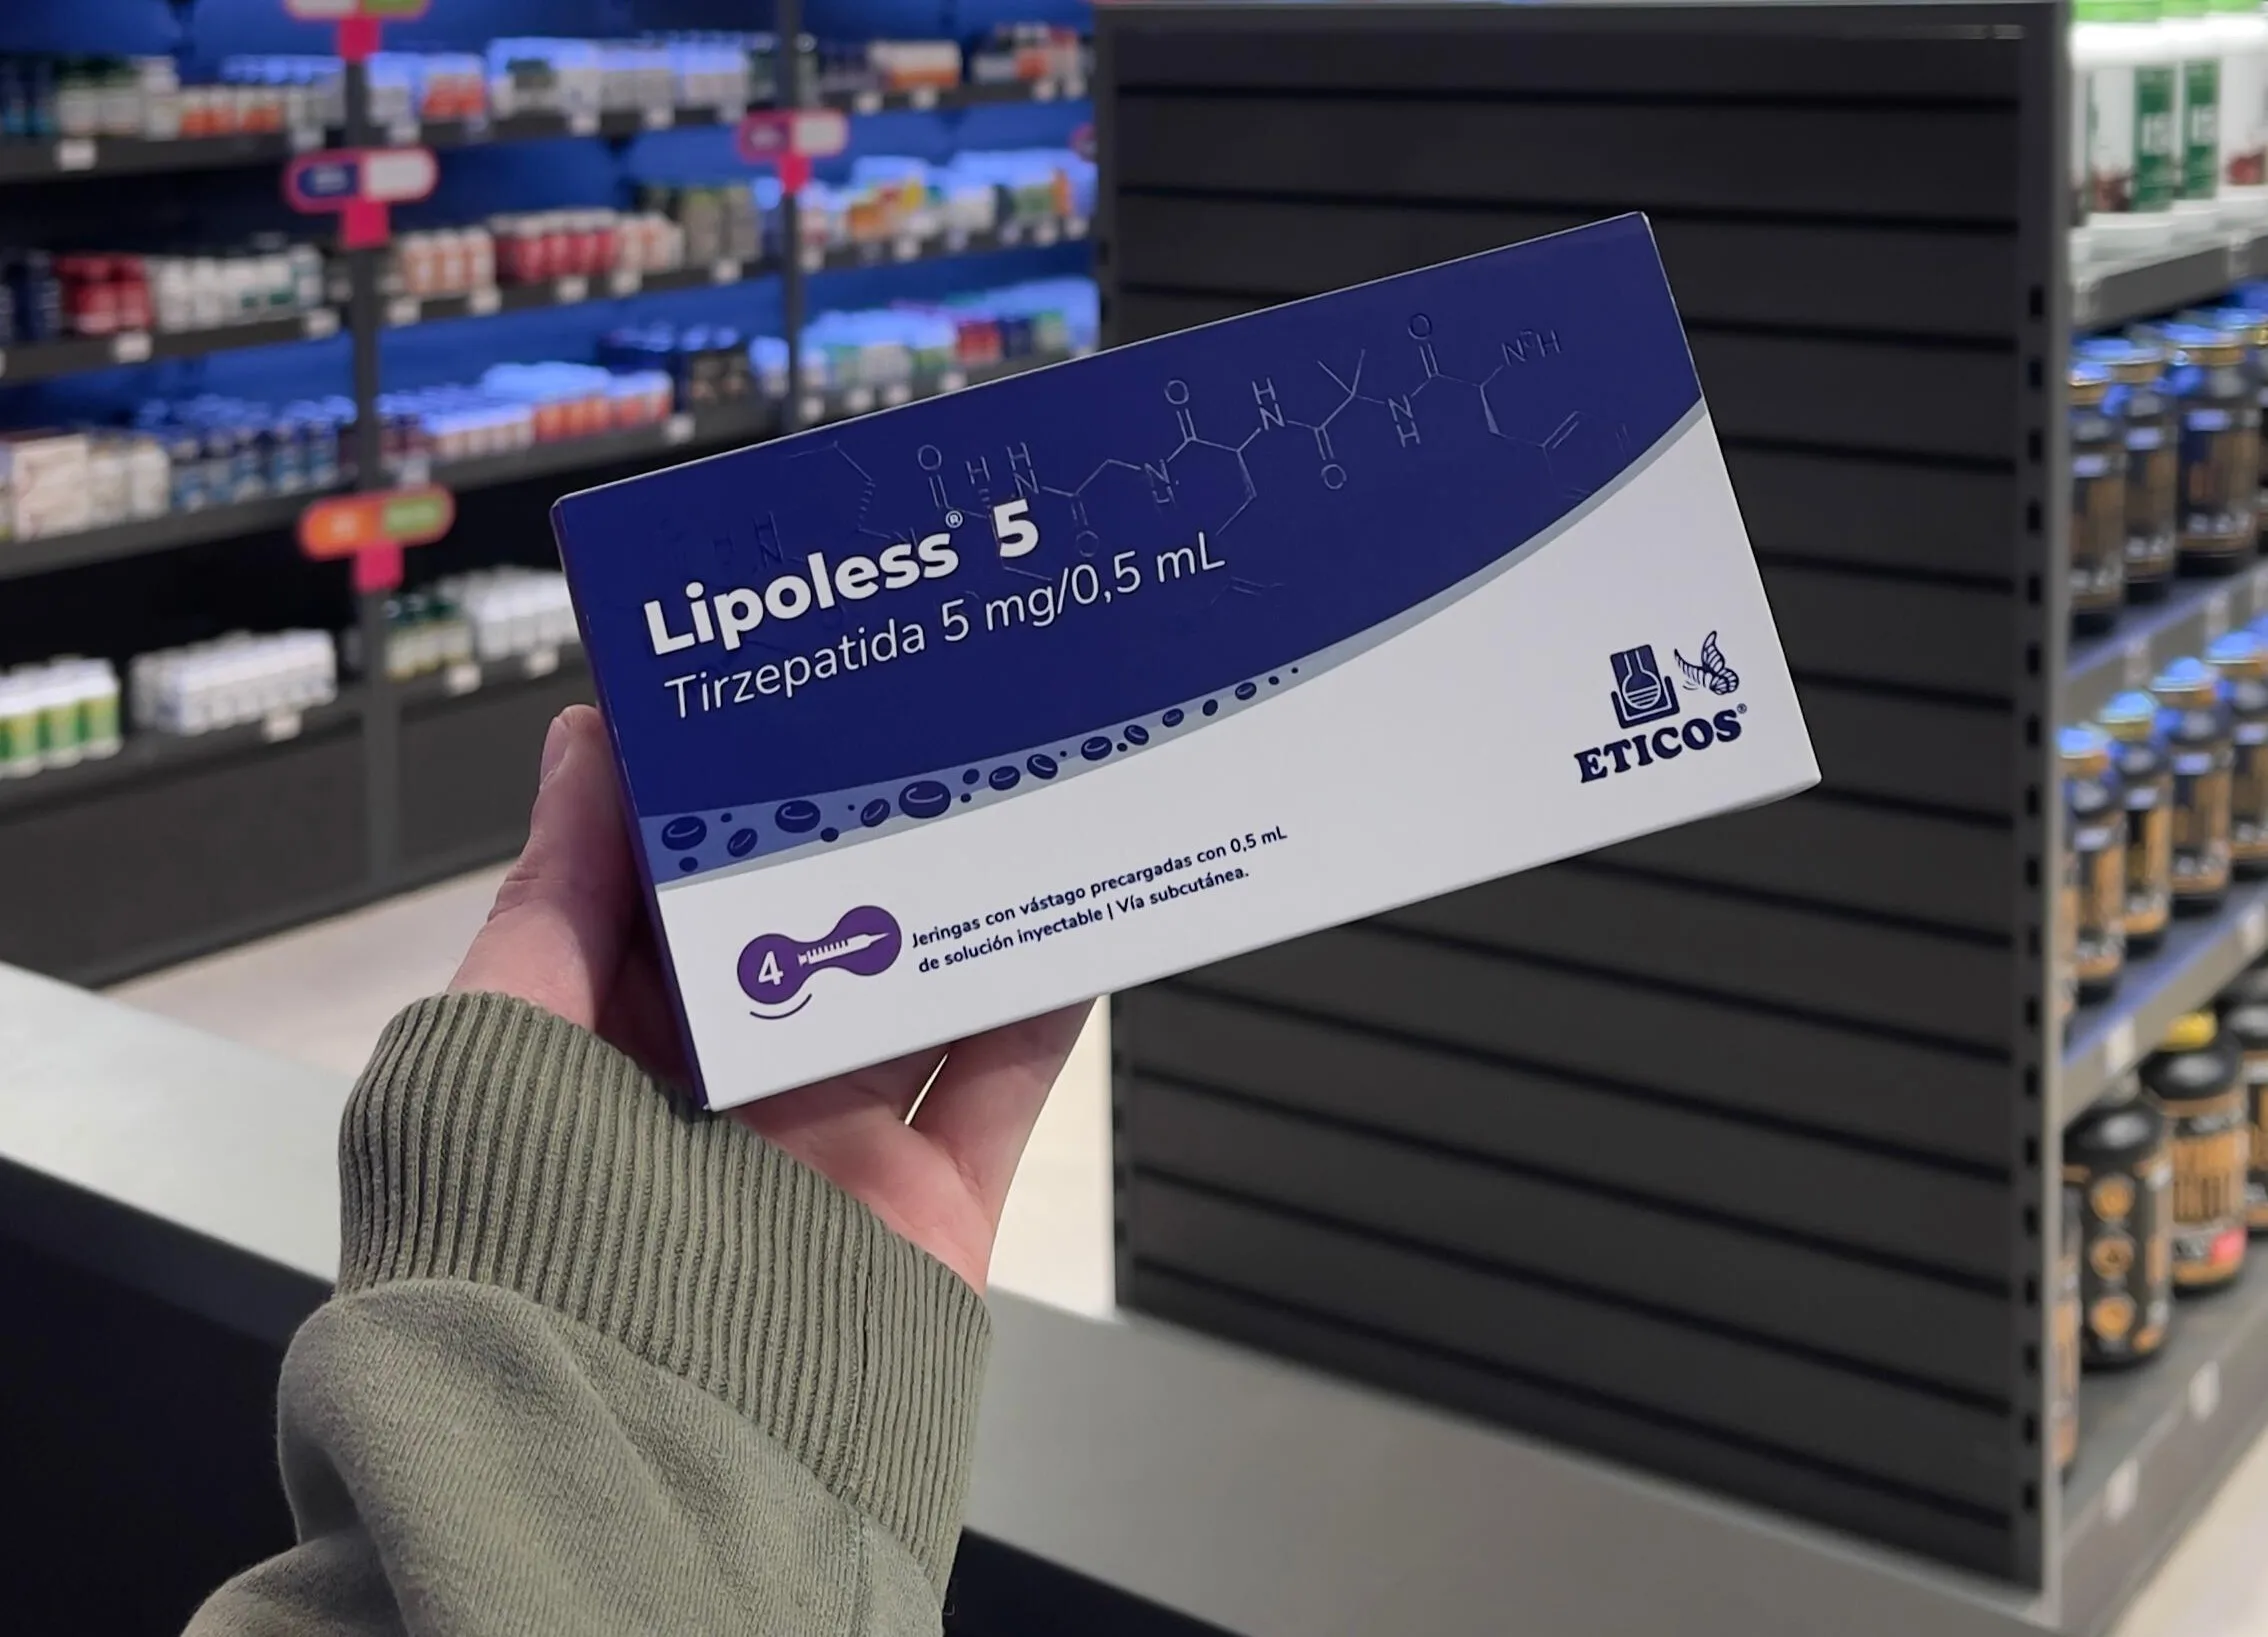 Lipoless® 5
Tirzepatida 5 mg/0,5 mL
ETICOS®
4
Jeringas con vástago precargadas con 0,5 mL
de solución inyectable | Vía subcutánea.